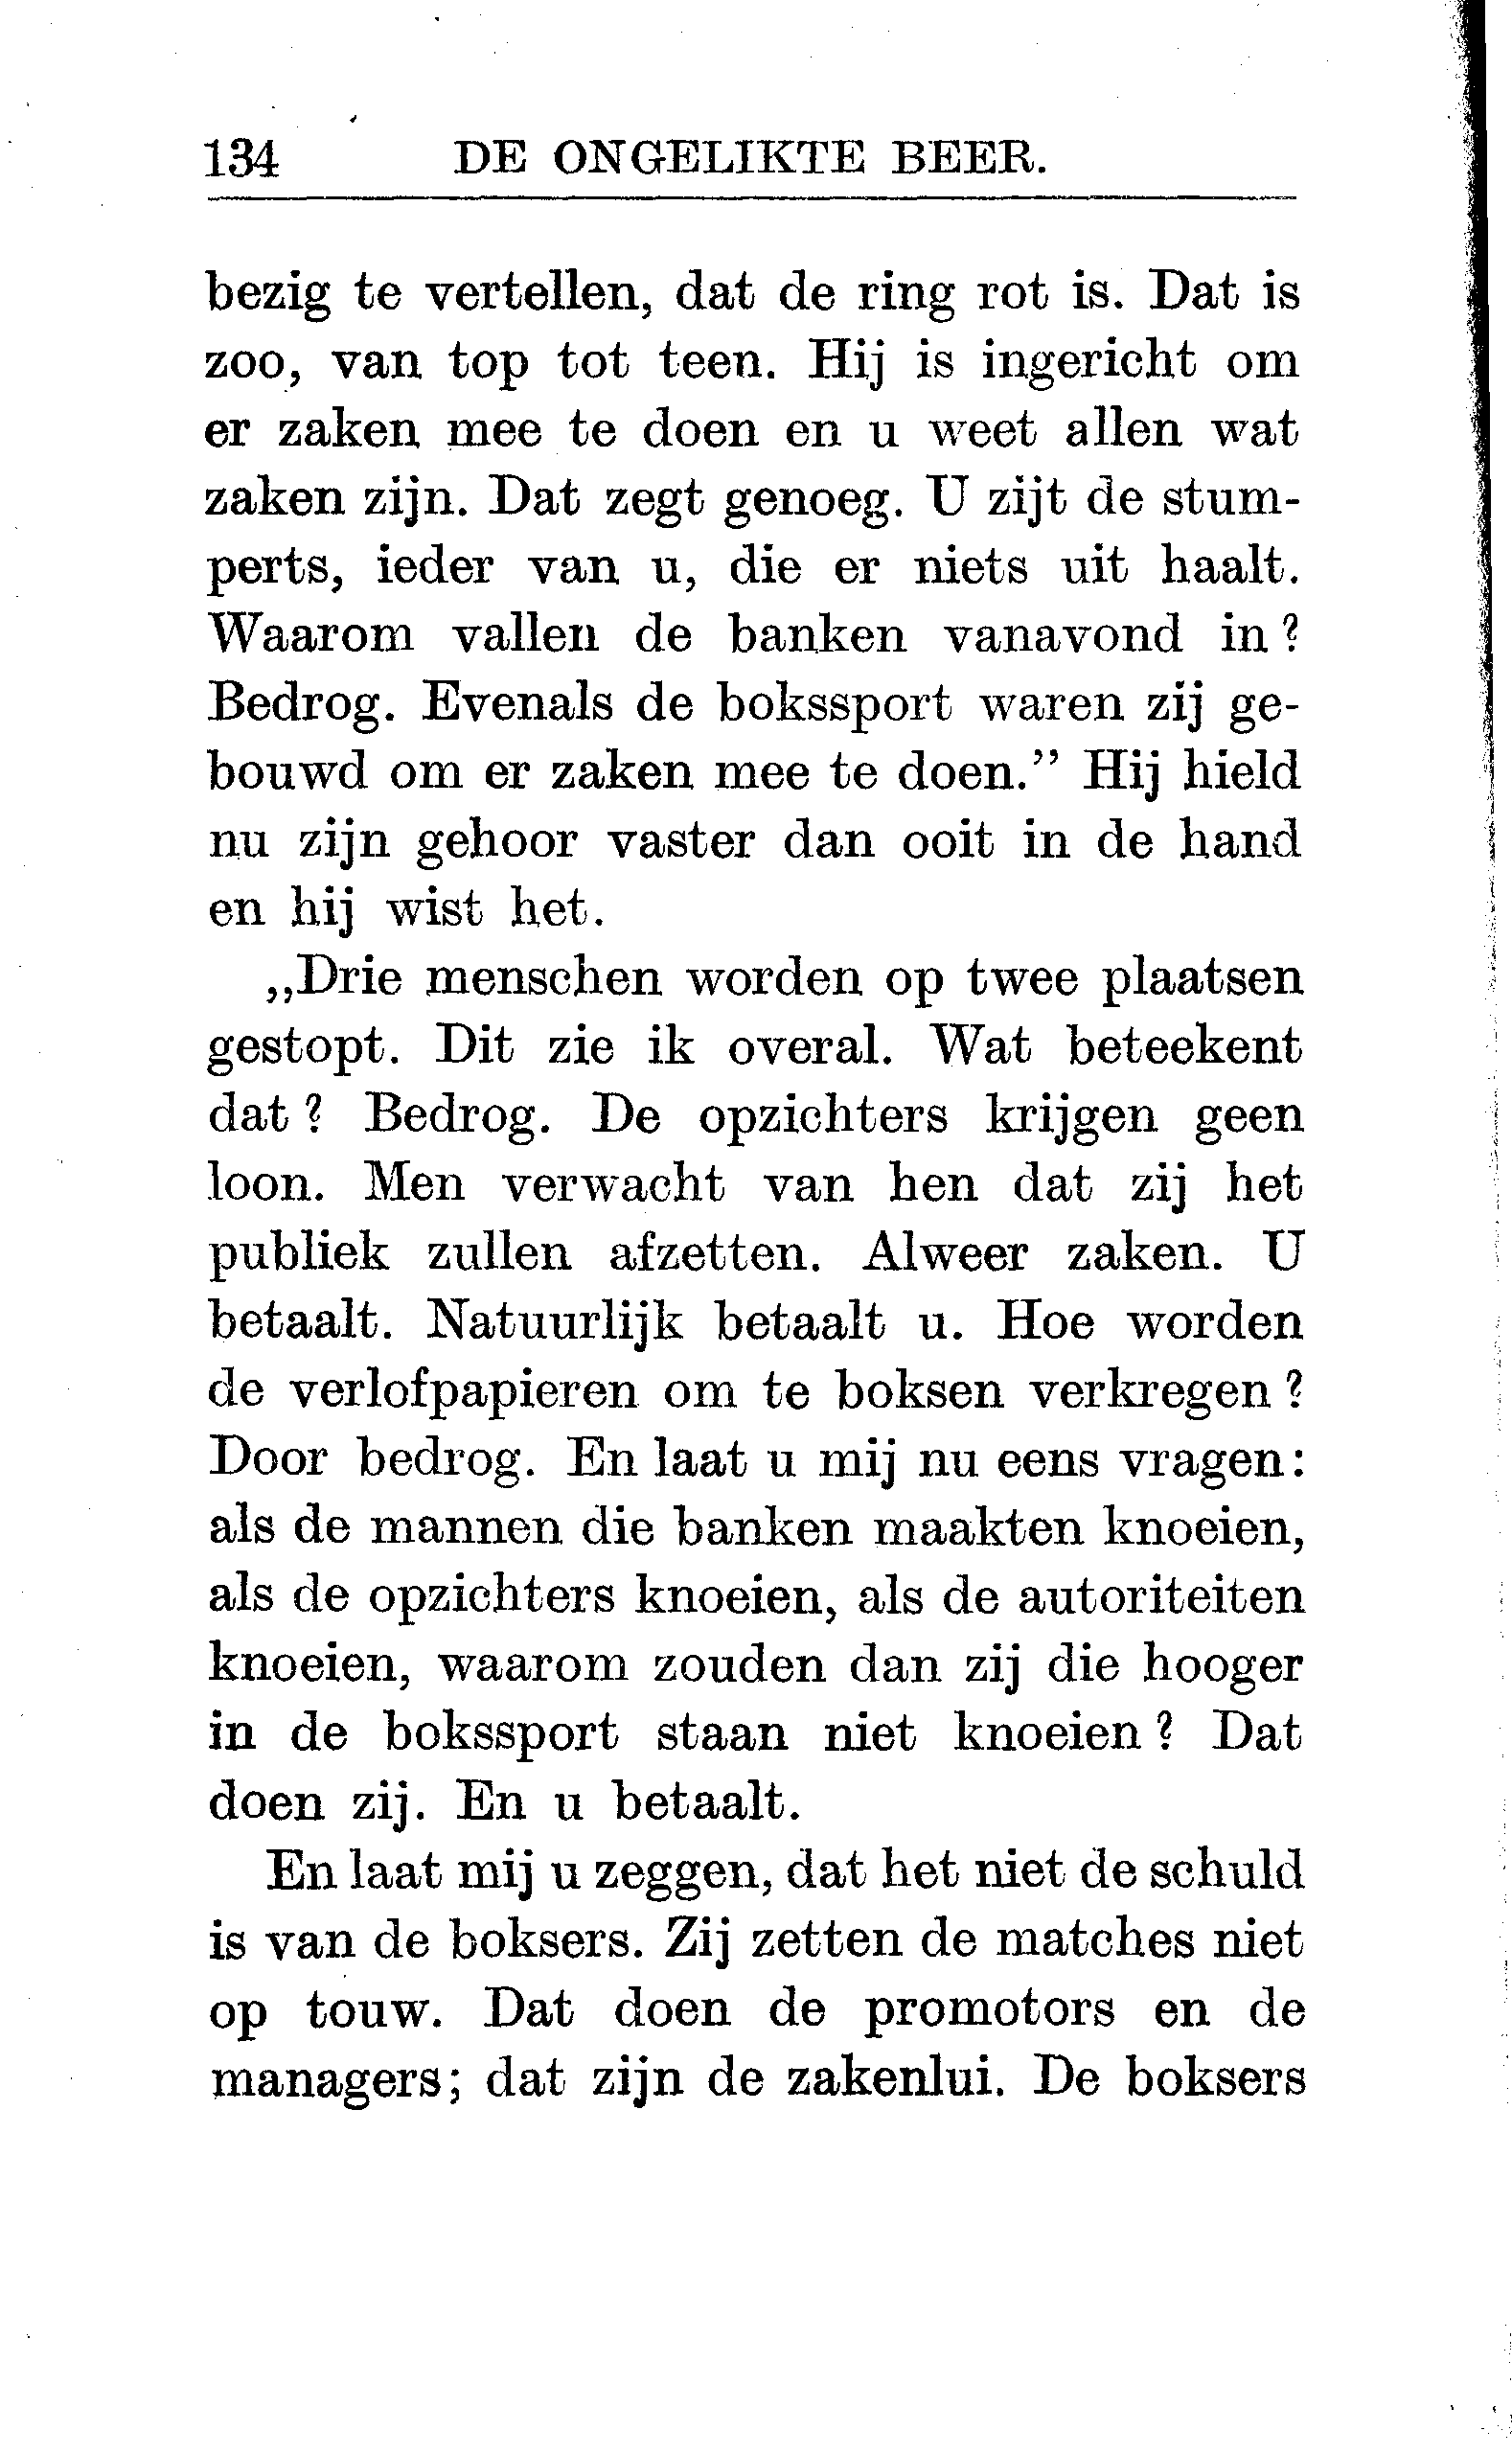 134 DE ONGELIKTE BEER.
bezig te vertellen, dat de ring rot is. Dat is
zoo, van top tot teen. Hij is ingericht om
er zaken mee te doen en u weet allen wat
zaken zijn. Dat zegt genoeg. U zijt de stum-
perts, ieder van u, die er niets uit haalt.
Waarom vallen de banken vanavond in?
Bedrog. Evenals de bokssport waren zij ge-
bouwd om er zaken mee te doen.” Hij hield
nu zijn gehoor vaster dan ooit in de hand
en hij wist het.
„Drie menschen worden op twee plaatsen
gestopt. Dit zie ik overal. Wat beteekent
dat? Bedrog. De opzichters krijgen geen
loon. Men verwacht van hen dat zij het
publiek zullen afzetten. Alweer zaken. U
betaalt. Natuurlijk betaalt u. Hoe worden
de verlofpapieren om te boksen verkregen?
Door bedrog. En laat u mij nu eens vragen:
als de mannen die banken maakten knoeien,
als de opzichters knoeien, als de autoriteiten
knoeien, waarom zouden dan zij die hooger
in de bokssport staan niet knoeien? Dat
doen zij. En u betaalt.
En laat mij u zeggen, dat het niet de schuld
is van de boksers. Zij zetten de matches niet
op touw. Dat doen de promotors en de
managers; dat zijn de zakenlui. De boksers